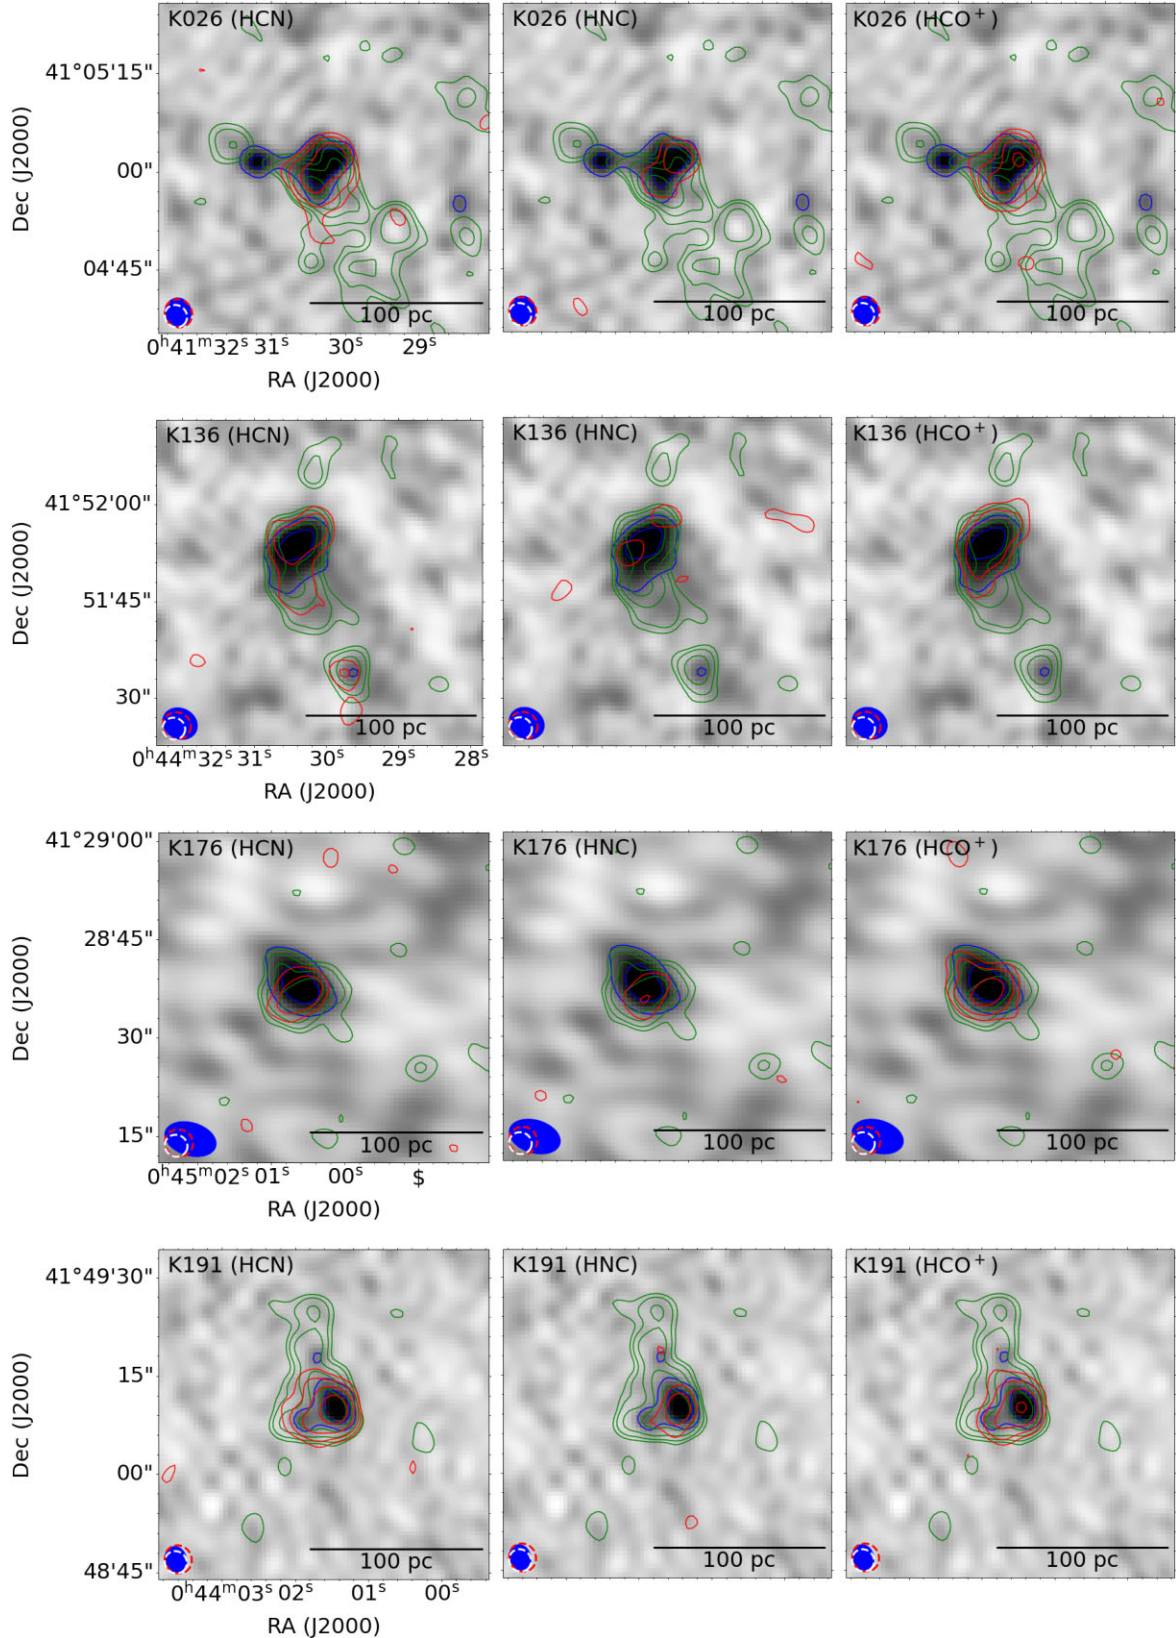 K026 (HCN) K026 (HNC) K026 (HCO⁺)
41°05'15"
00"
04'45"
Dec (J2000)
100 pc 100 pc 100 pc
0ʰ41ᵐ32ˢ 31ˢ 30ˢ 29ˢ
RA (J2000)
K136 (HCN) K136 (HNC) K136 (HCO⁺)
41°52'00"
51'45"
30"
Dec (J2000)
100 pc 100 pc 100 pc
0ʰ44ᵐ32ˢ 31ˢ 30ˢ 29ˢ 28ˢ
RA (J2000)
K176 (HCN) K176 (HNC) K176 (HCO⁺)
41°29'00"
28'45"
30"
15"
Dec (J2000)
100 pc 100 pc 100 pc
0ʰ45ᵐ02ˢ 01ˢ 00ˢ $
RA (J2000)
K191 (HCN) K191 (HNC) K191 (HCO⁺)
41°49'30"
15"
00"
48'45"
Dec (J2000)
100 pc 100 pc 100 pc
0ʰ44ᵐ03ˢ 02ˢ 01ˢ 00ˢ
RA (J2000)